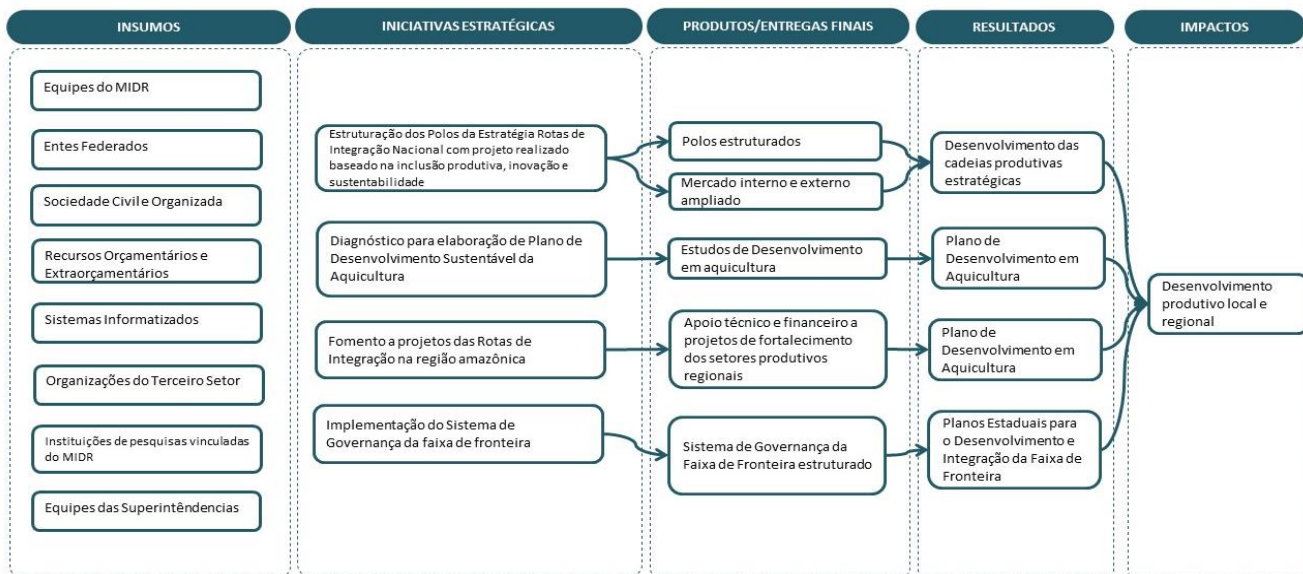 INSUMOS
INICIATIVAS ESTRATÉGICAS
PRODUTOS/ENTREGAS FINAIS
RESULTADOS
IMPACTOS
Equipes do MIDR
Entes Federados
Sociedade Civil e Organizada
Recursos Orçamentários e
Extraorçamentários
Sistemas Informatizados
Organizações do Terceiro Setor
Instituições de pesquisas vinculadas
do MIDR
Equipes das Superintêndencias
Estruturação dos Polos da Estratégia Rotas de
Integração Nacional com projeto realizado
baseado na inclusão produtiva, inovação e
sustentabilidade
Diagnóstico para elaboração de Plano de
Desenvolvimento Sustentável da
Aquicultura
Fomento a projetos das Rotas de
Integração na região amazônica
Implementação do Sistema de
Governança da faixa de fronteira
Polos estruturados
Mercado interno e externo
ampliado
Estudos de Desenvolvimento
em aquicultura
Apoio técnico e financeiro a
projetos de fortalecimento
dos setores produtivos
regionais
Sistema de Governança da
Faixa de Fronteira estruturado
Desenvolvimento das
cadeias produtivas
estratégicas
Plano de
Desenvolvimento em
Aquicultura
Plano de
Desenvolvimento em
Aquicultura
Planos Estaduais para
o Desenvolvimento e
Integração da Faixa de
Fronteira
Desenvolvimento
produtivo local e
regional